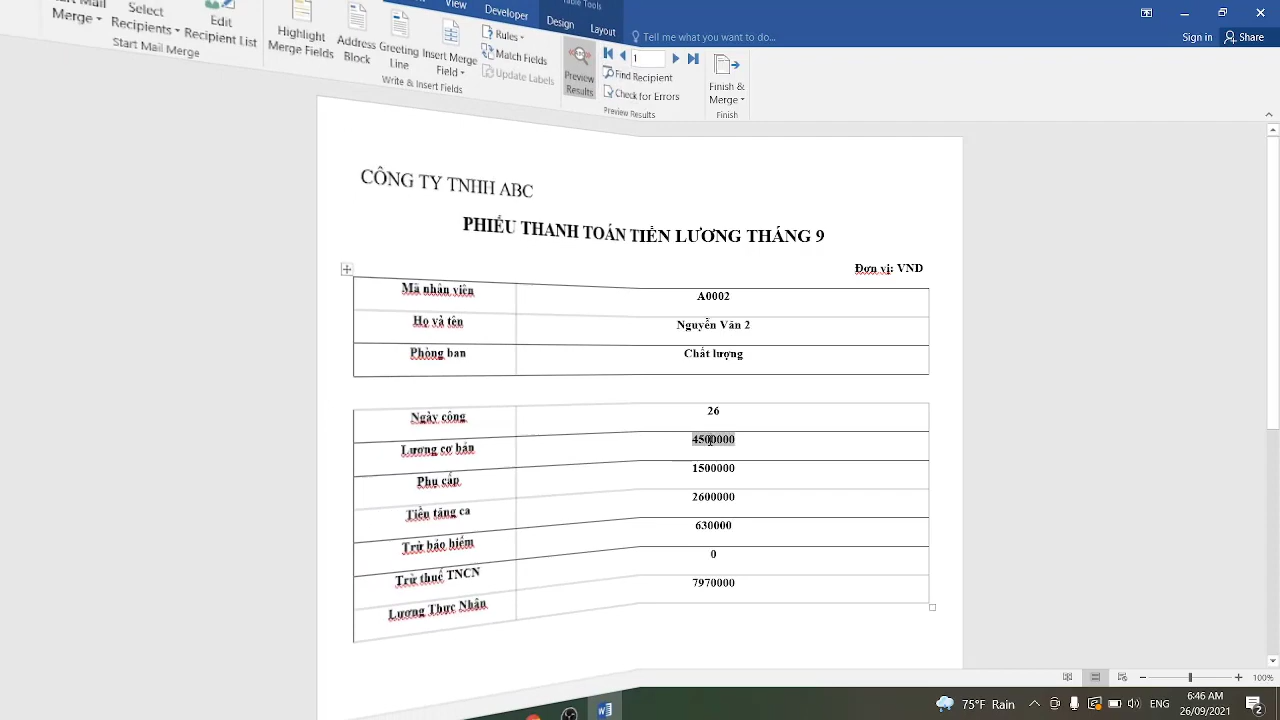 View
Developer
Table Tools
Design
Layout
Tell me what you want to do...
Sign in
Share
Start Mail
Merge
Select
Recipients
Edit
Recipient List
Start Mail Merge
Highlight
Merge Fields
Address
Block
Greeting
Line
Insert Merge
Field
Rules
Match Fields
Update Labels
Write & Insert Fields
ABC
Preview
Results
1
Find Recipient
Check for Errors
Preview Results
Finish &
Merge
Finish
CÔNG TY TNHH ABC
PHIẾU THANH TOÁN TIỀN LƯƠNG THÁNG 9
Đơn vị: VND
Mã nhân viên A0002
Họ và tên Nguyễn Văn 2
Phòng ban Chất lượng
Ngày công 26
Lương cơ bản 4500000
Phụ cấp 1500000
Tiền tăng ca 2600000
Trừ bảo hiểm 630000
Trừ thuế TNCN 0
Lương Thực Nhận 7970000
100%
75°F Rain
ENG
6:46 AM